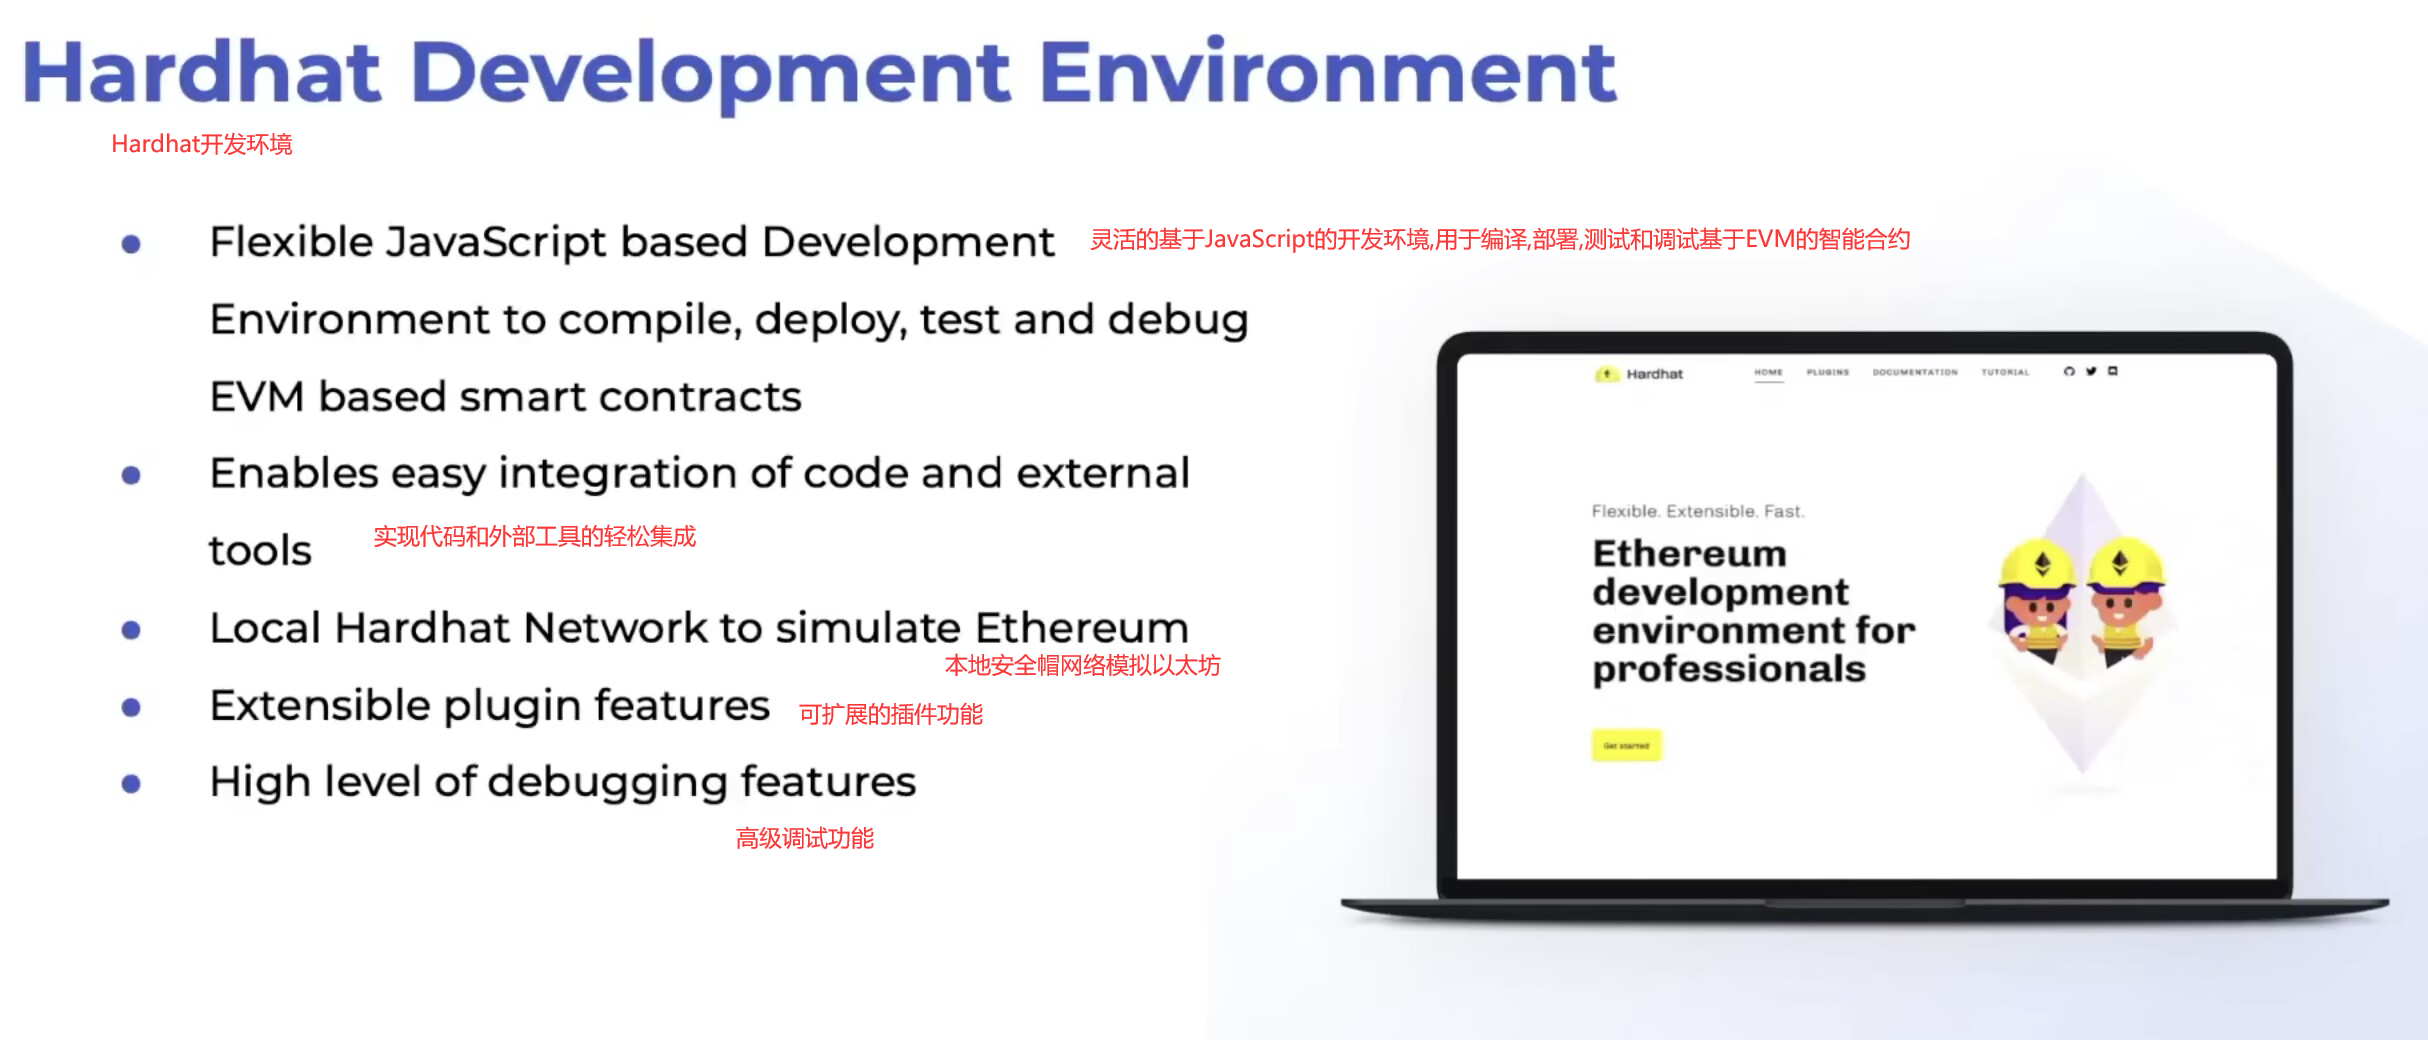 Hardhat Development Environment
Hardhat开发环境
Flexible JavaScript based Development
灵活的基于JavaScript的开发环境,用于编译,部署,测试和调试基于EVM的智能合约
Environment to compile, deploy, test and debug
EVM based smart contracts
Enables easy integration of code and external
tools
实现代码和外部工具的轻松集成
Local Hardhat Network to simulate Ethereum
本地安全帽网络模拟以太坊
Extensible plugin features
可扩展的插件功能
High level of debugging features
高级调试功能
Hardhat
HOME PLUGINS DOCUMENTATION TUTORIAL
Flexible. Extensible. Fast.
Ethereum
development
environment for
professionals
Get started